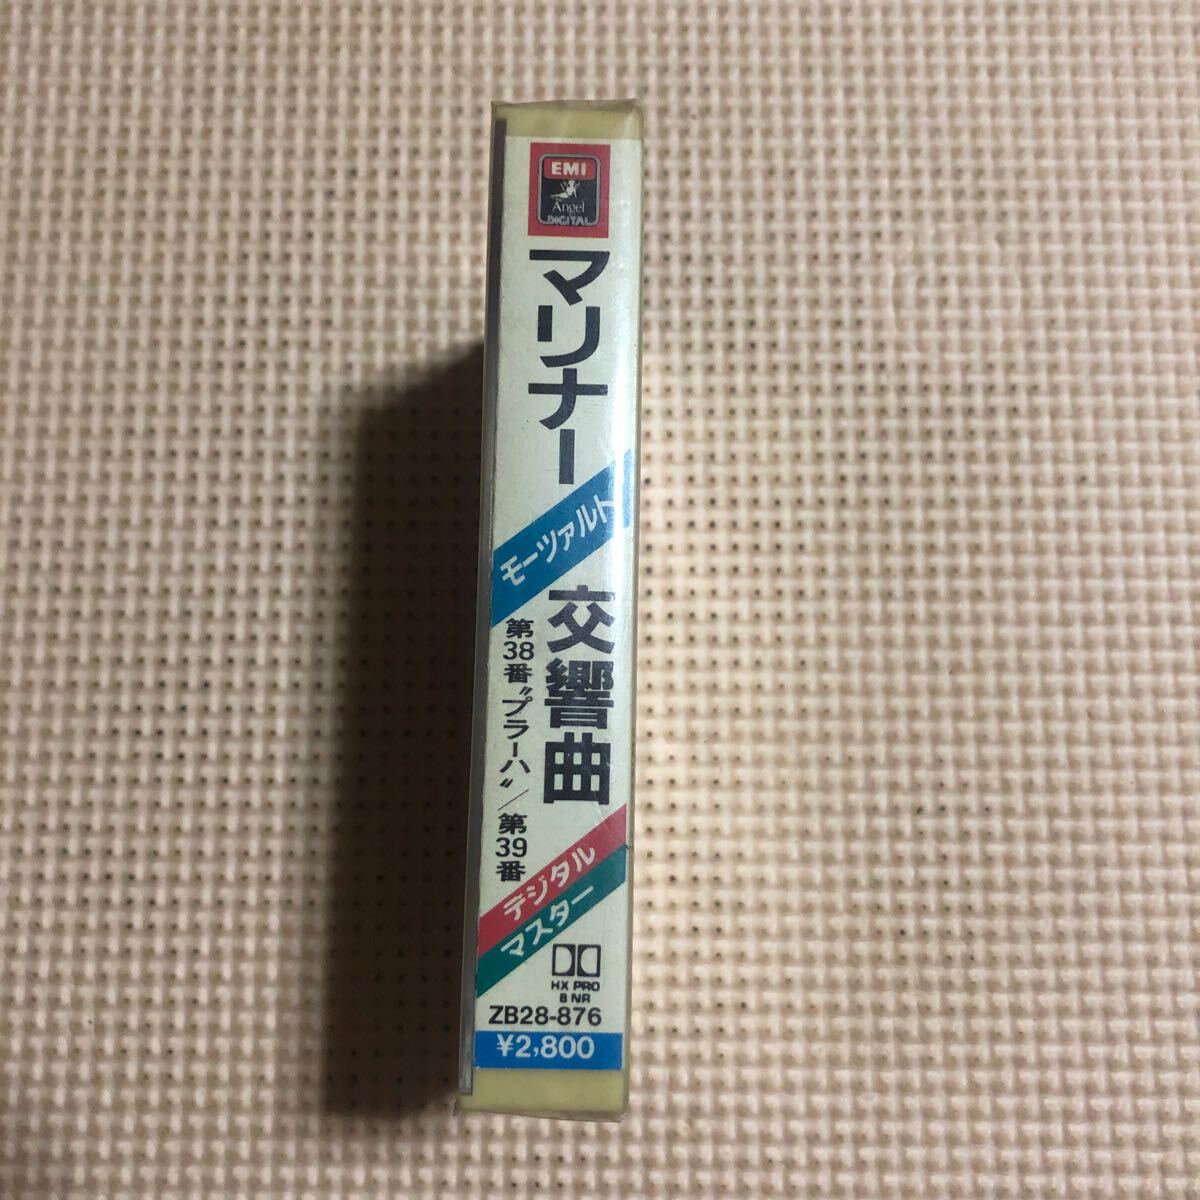 EMI
Angel
DIGITAL
マリナー
モーツァルト
交響曲
第38番“プラーハ”/第39番
デジタル
マスター
HX PRO
B NR
ZB28-876
¥2,800